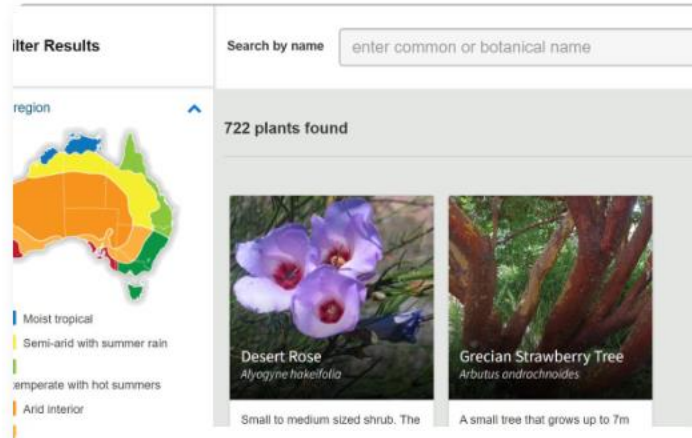 ilter Results
Search by name
enter common or botanical name
region
722 plants found
Moist tropical
Semi-arid with summer rain
emperate with hot summers
Arid interior
Desert Rose
Alyogyne hakeifolia
Small to medium sized shrub. The
Grecian Strawberry Tree
Arbutus andrachnoides
A small tree that grows up to 7m